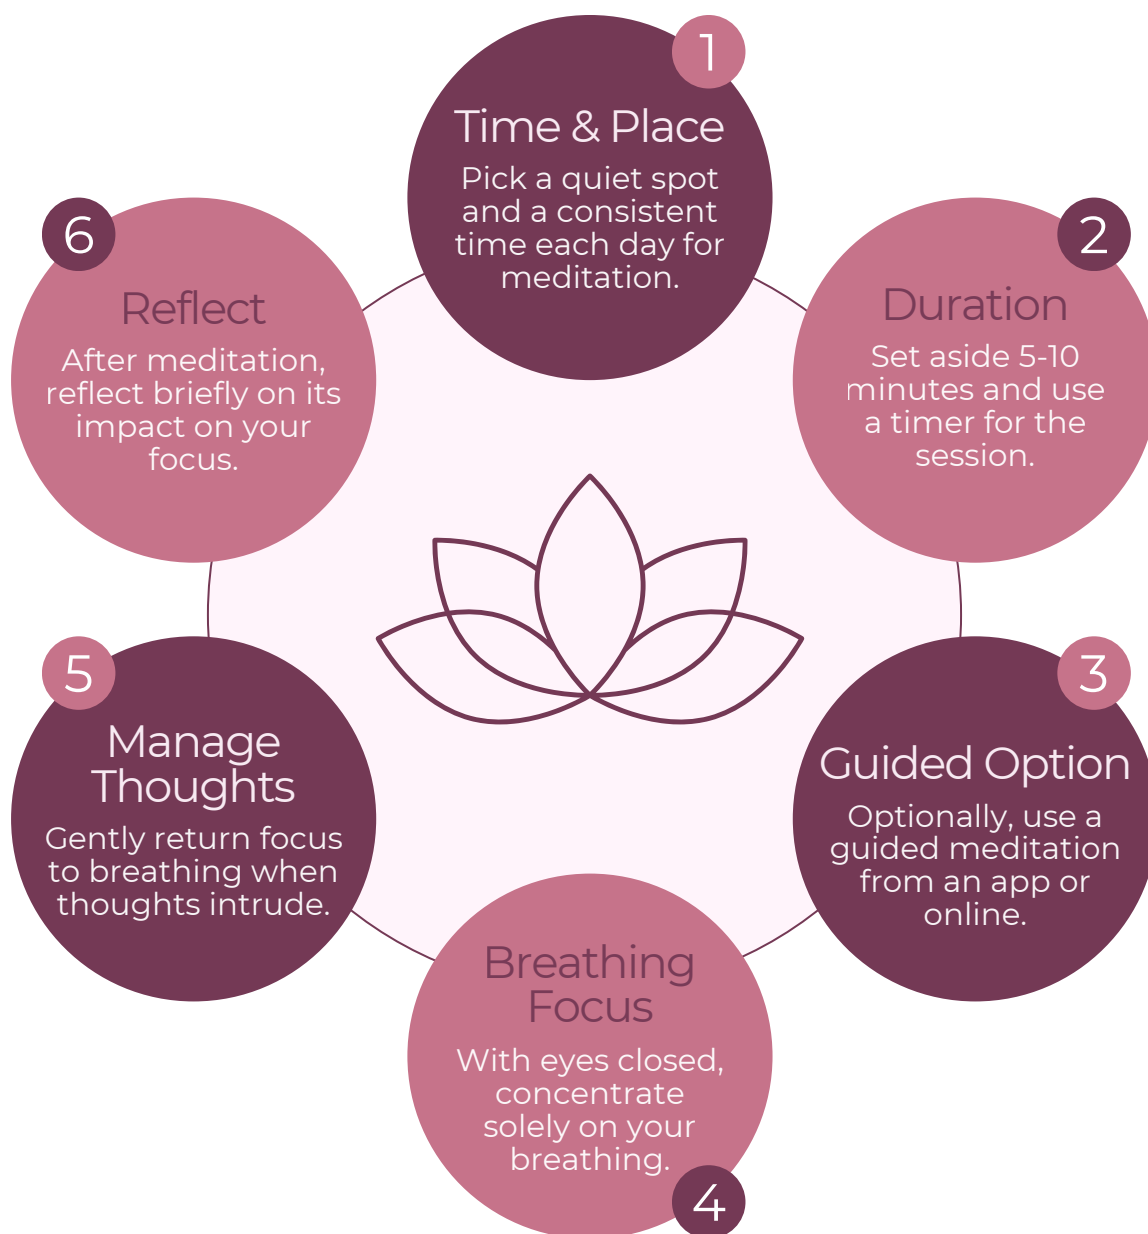 1
Time & Place
Pick a quiet spot
and a consistent
time each day for
meditation.
2
Duration
Set aside 5-10
minutes and use
a timer for the
session.
3
Guided Option
Optionally, use a
guided meditation
from an app or
online.
4
Breathing
Focus
With eyes closed,
concentrate
solely on your
breathing.
5
Manage
Thoughts
Gently return focus
to breathing when
thoughts intrude.
6
Reflect
After meditation,
reflect briefly on its
impact on your
focus.